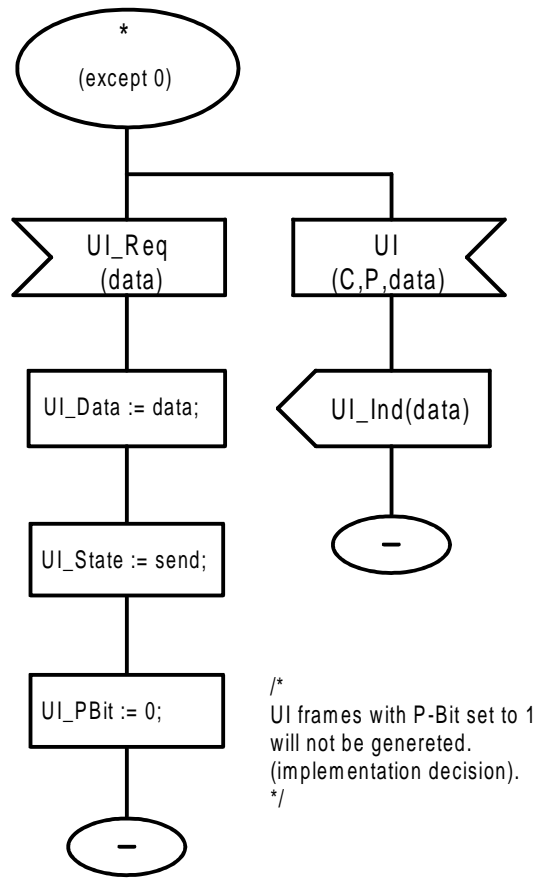 *
(except 0)
UI_Req
(data)
UI
(C,P,data)
UI_Data := data;
UI_Ind(data)
UI_State := send;
–
UI_PBit := 0;
/*
UI frames with P-Bit set to 1
will not be genereted.
(implementation decision).
*/
–